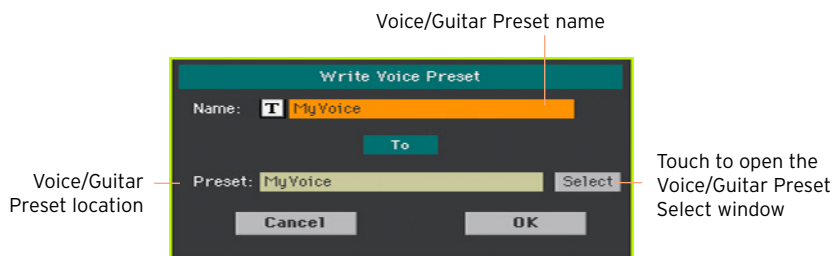 Voice/Guitar Preset name
Write Voice Preset
Name: T MyVoice
To
Voice/Guitar
Preset location
Preset: MyVoice Select
Touch to open the
Voice/Guitar Preset
Select window
Cancel OK